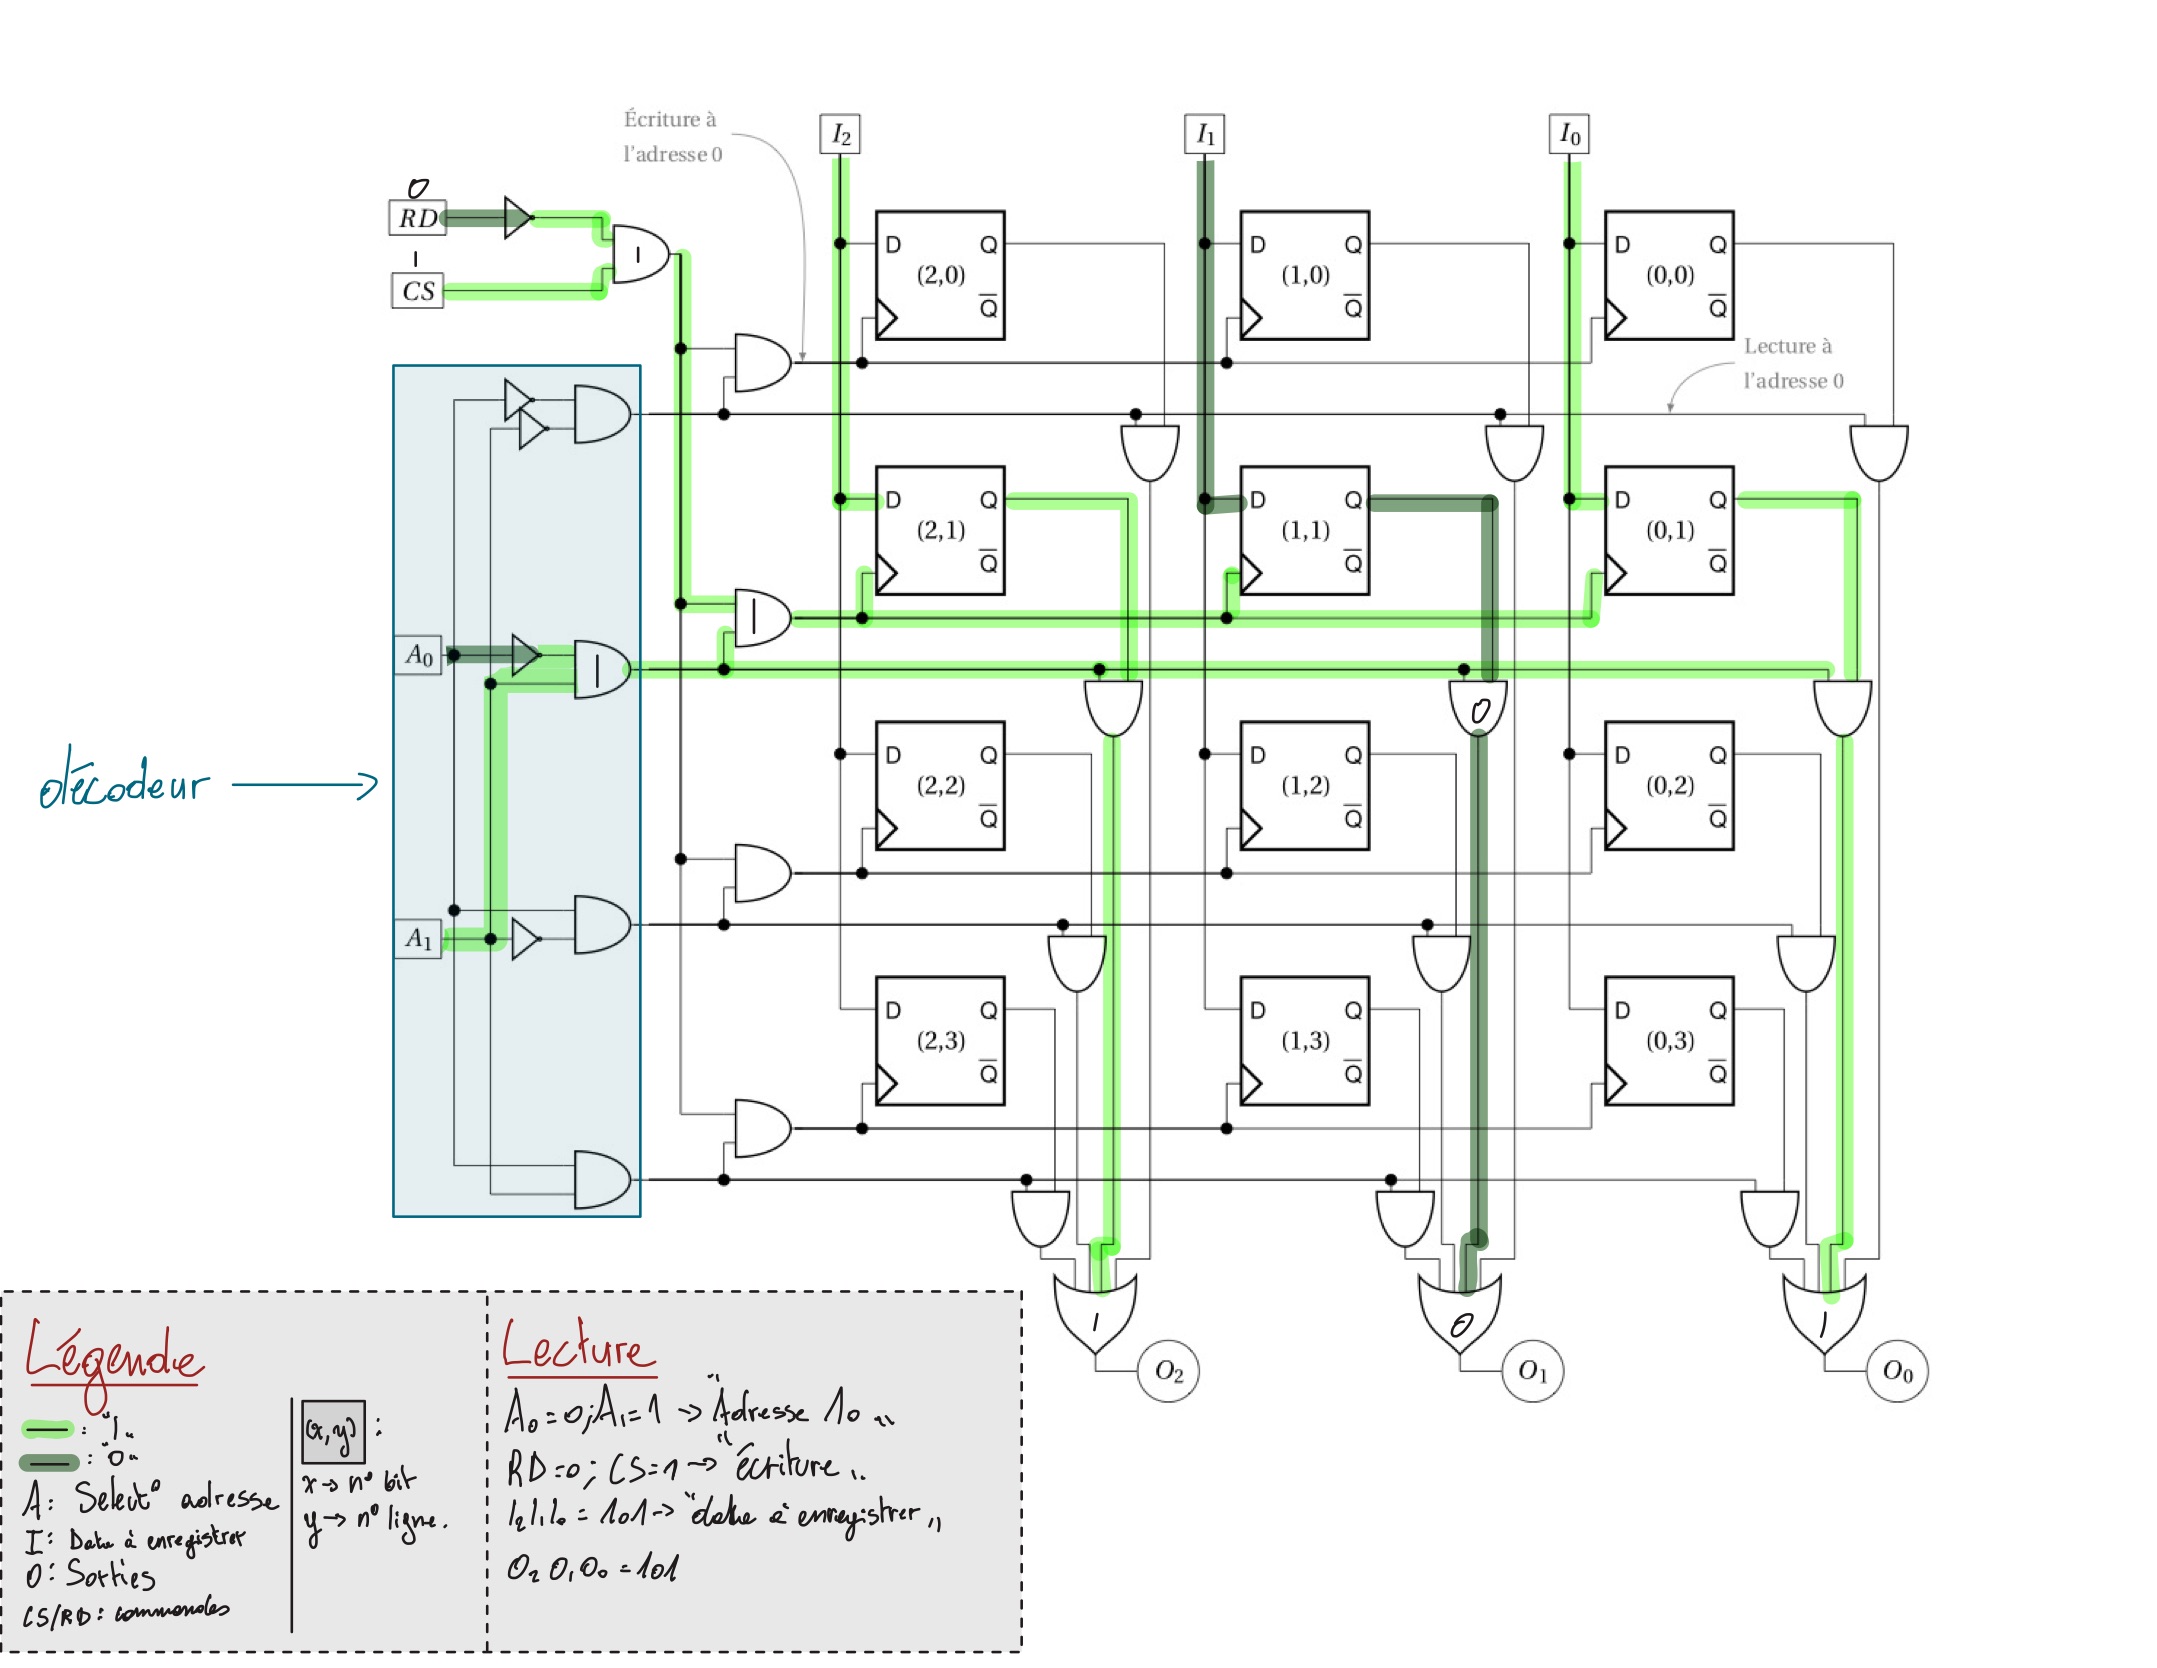 Écriture à
l'adresse 0
I2
I1
I0
0
RD
1
CS
1
D Q
(2,0)
Q̅
D Q
(1,0)
Q̅
D Q
(0,0)
Q̅
Lecture à
l'adresse 0
D Q
(2,1)
Q̅
D Q
(1,1)
Q̅
D Q
(0,1)
Q̅
1
A0
1
0
décodeur
D Q
(2,2)
Q̅
D Q
(1,2)
Q̅
D Q
(0,2)
Q̅
A1
D Q
(2,3)
Q̅
D Q
(1,3)
Q̅
D Q
(0,3)
Q̅
1
0
1
O2
O1
O0
Légende
: "1"
: "0"
A: Select° adresse
I: Data à enregistrer
O: Sorties
CS/RD: commandes
(x,y) :
x → n° bit
y → n° ligne.
Lecture
A0 = 0; A1 = 1 → "Adresse 10"
RD = 0; CS = 1 → "écriture"
I2I1I0 = 101 → "data à enregistrer"
O2O1O0 = 101